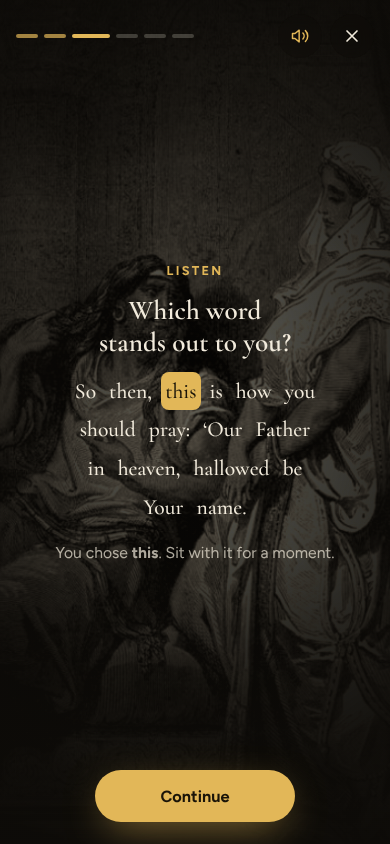 LISTEN
Which word
stands out to you?
So then, this is how you
should pray: ‘Our Father
in heaven, hallowed be
Your name.
You chose this. Sit with it for a moment.
Continue